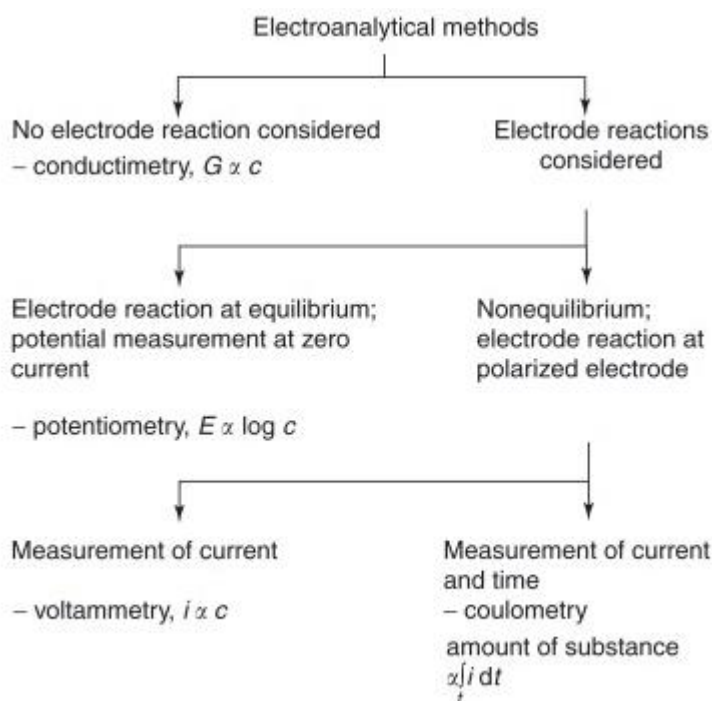 Electroanalytical methods
No electrode reaction considered
– conductimetry, G α c
Electrode reactions
considered
Electrode reaction at equilibrium;
potential measurement at zero
current
– potentiometry, E α log c
Nonequilibrium;
electrode reaction at
polarized electrode
Measurement of current
– voltammetry, i α c
Measurement of current
and time
– coulometry
amount of substance
α∫i dt
t